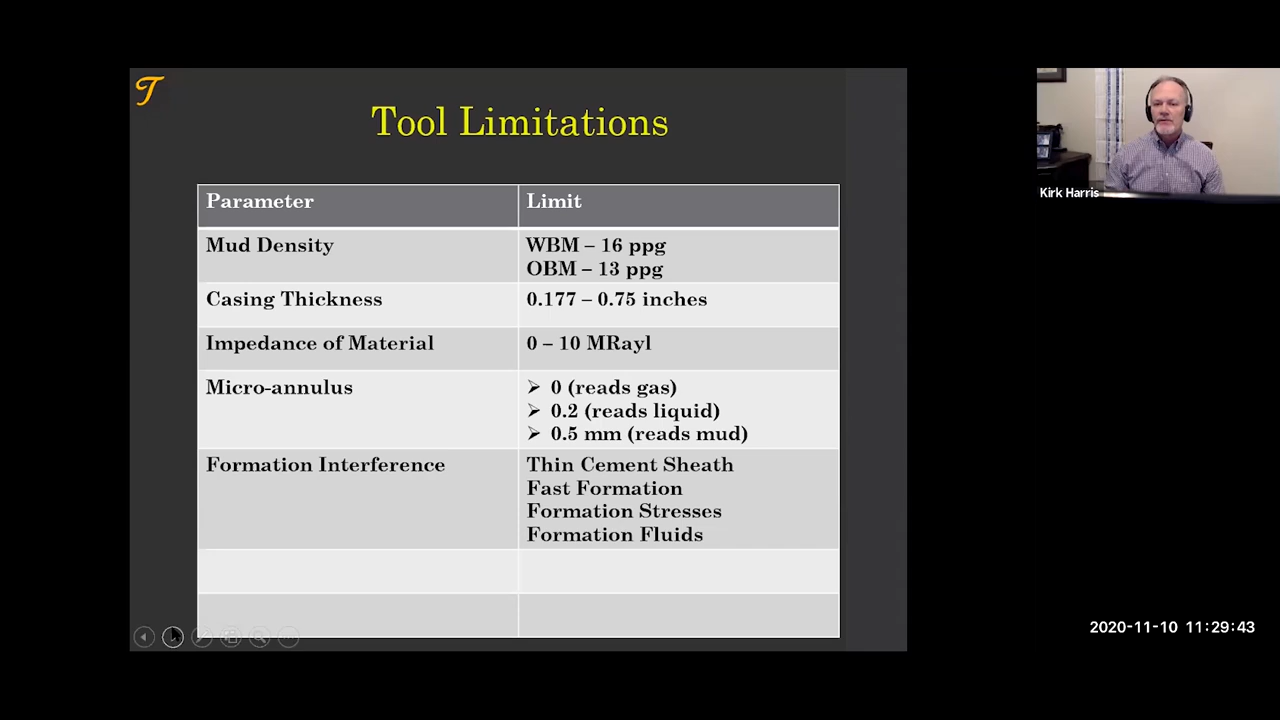 T
Tool Limitations
Parameter
Limit
Mud Density
WBM – 16 ppg
OBM – 13 ppg
Casing Thickness
0.177 – 0.75 inches
Impedance of Material
0 – 10 MRayl
Micro-annulus
➢ 0 (reads gas)
➢ 0.2 (reads liquid)
➢ 0.5 mm (reads mud)
Formation Interference
Thin Cement Sheath
Fast Formation
Formation Stresses
Formation Fluids
Kirk Harris
2020-11-10 11:29:43